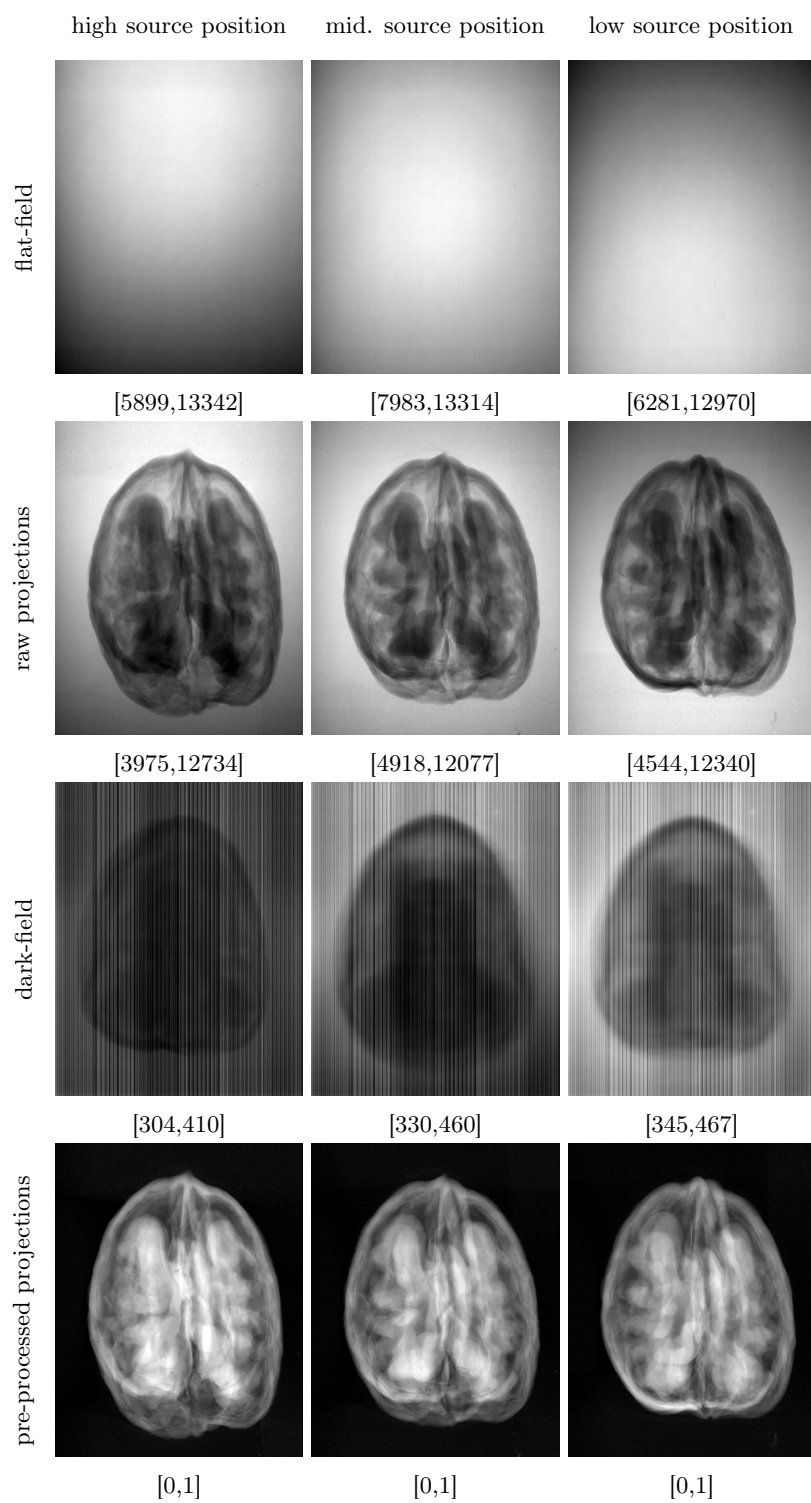 high source position mid. source position low source position
flat-field
[5899,13342] [7983,13314] [6281,12970]
raw projections
[3975,12734] [4918,12077] [4544,12340]
dark-field
[304,410] [330,460] [345,467]
pre-processed projections
[0,1] [0,1] [0,1]